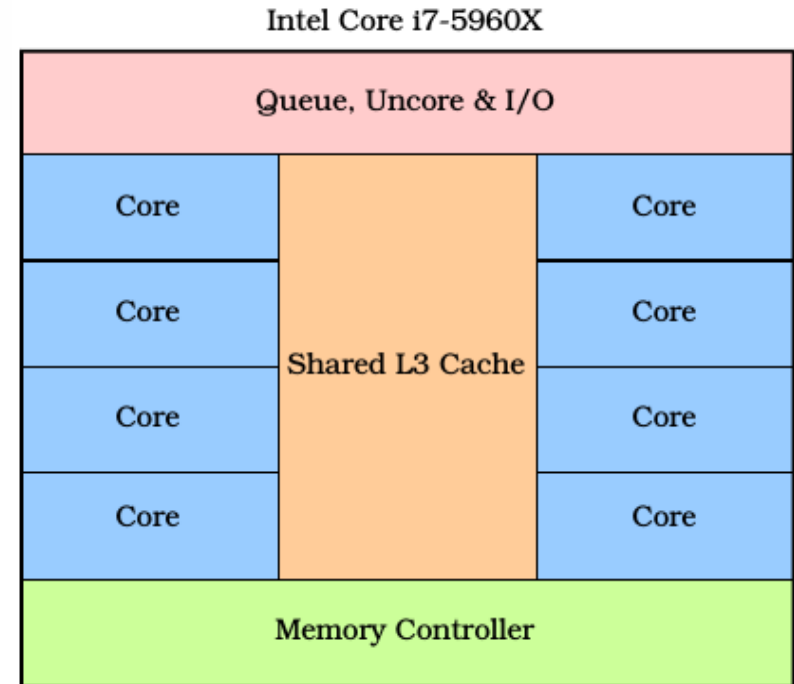 Intel Core i7-5960X
Queue, Uncore & I/O
Core
Core
Core
Core
Shared L3 Cache
Core
Core
Core
Core
Memory Controller